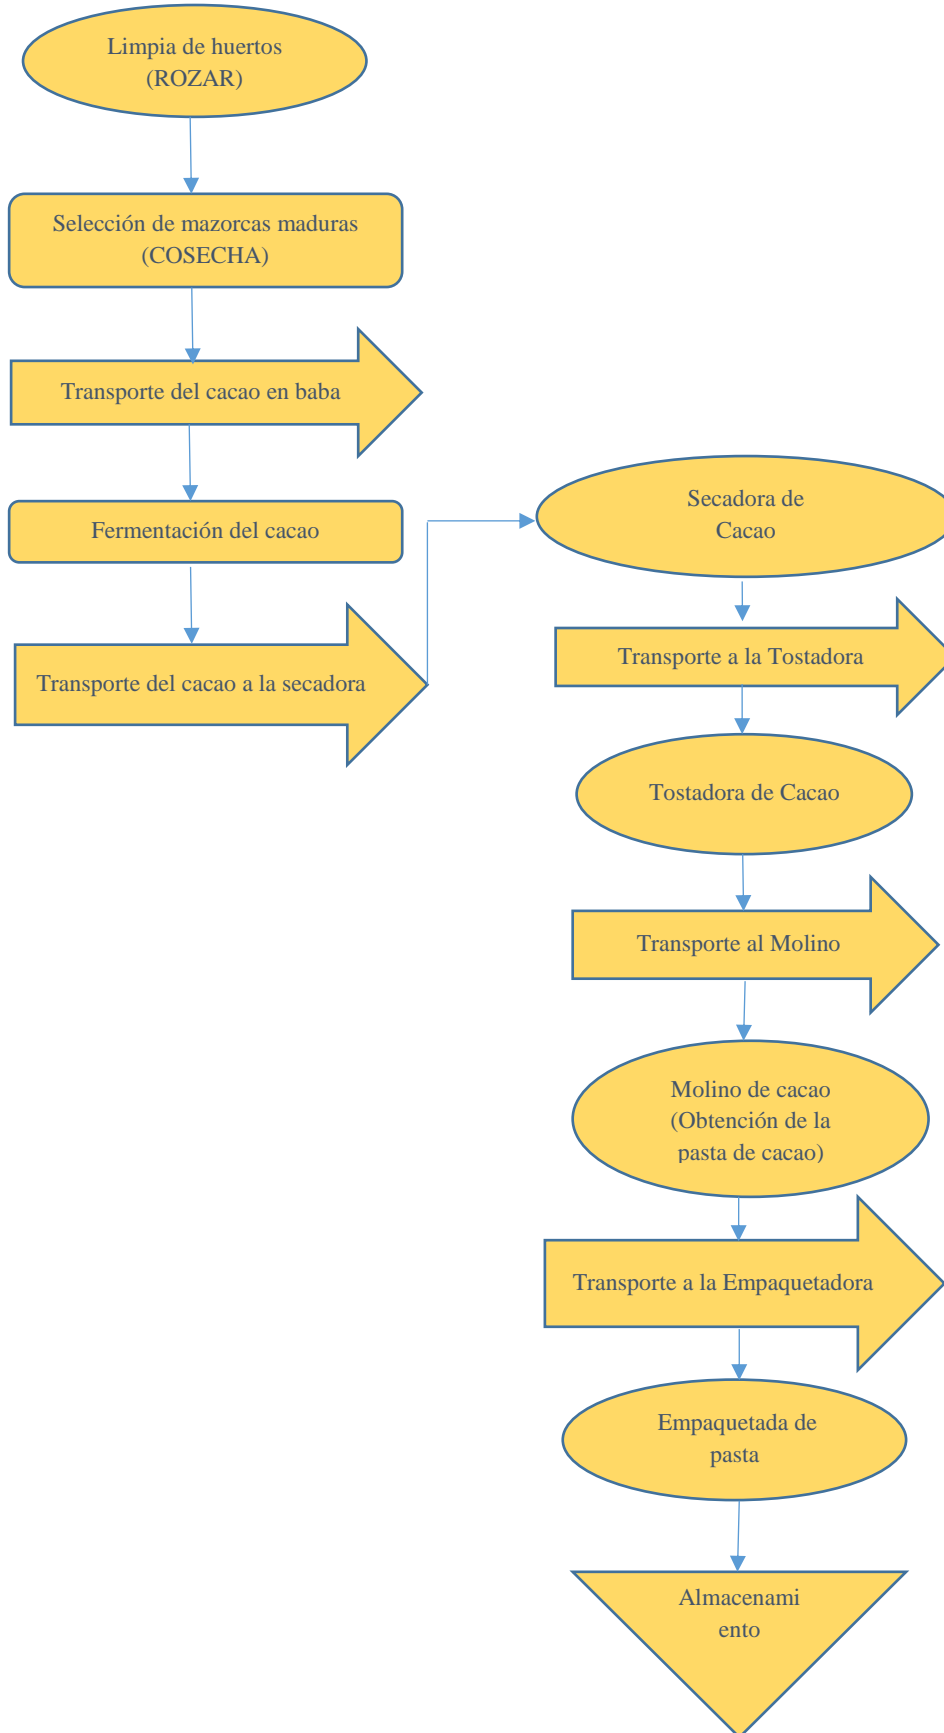 Limpia de huertos
(ROZAR)
Selección de mazorcas maduras
(COSECHA)
Transporte del cacao en baba
Fermentación del cacao
Transporte del cacao a la secadora
Secadora de
Cacao
Transporte a la Tostadora
Tostadora de Cacao
Transporte al Molino
Molino de cacao
(Obtención de la
pasta de cacao)
Transporte a la Empaquetadora
Empaquetada de
pasta
Almacenami
ento